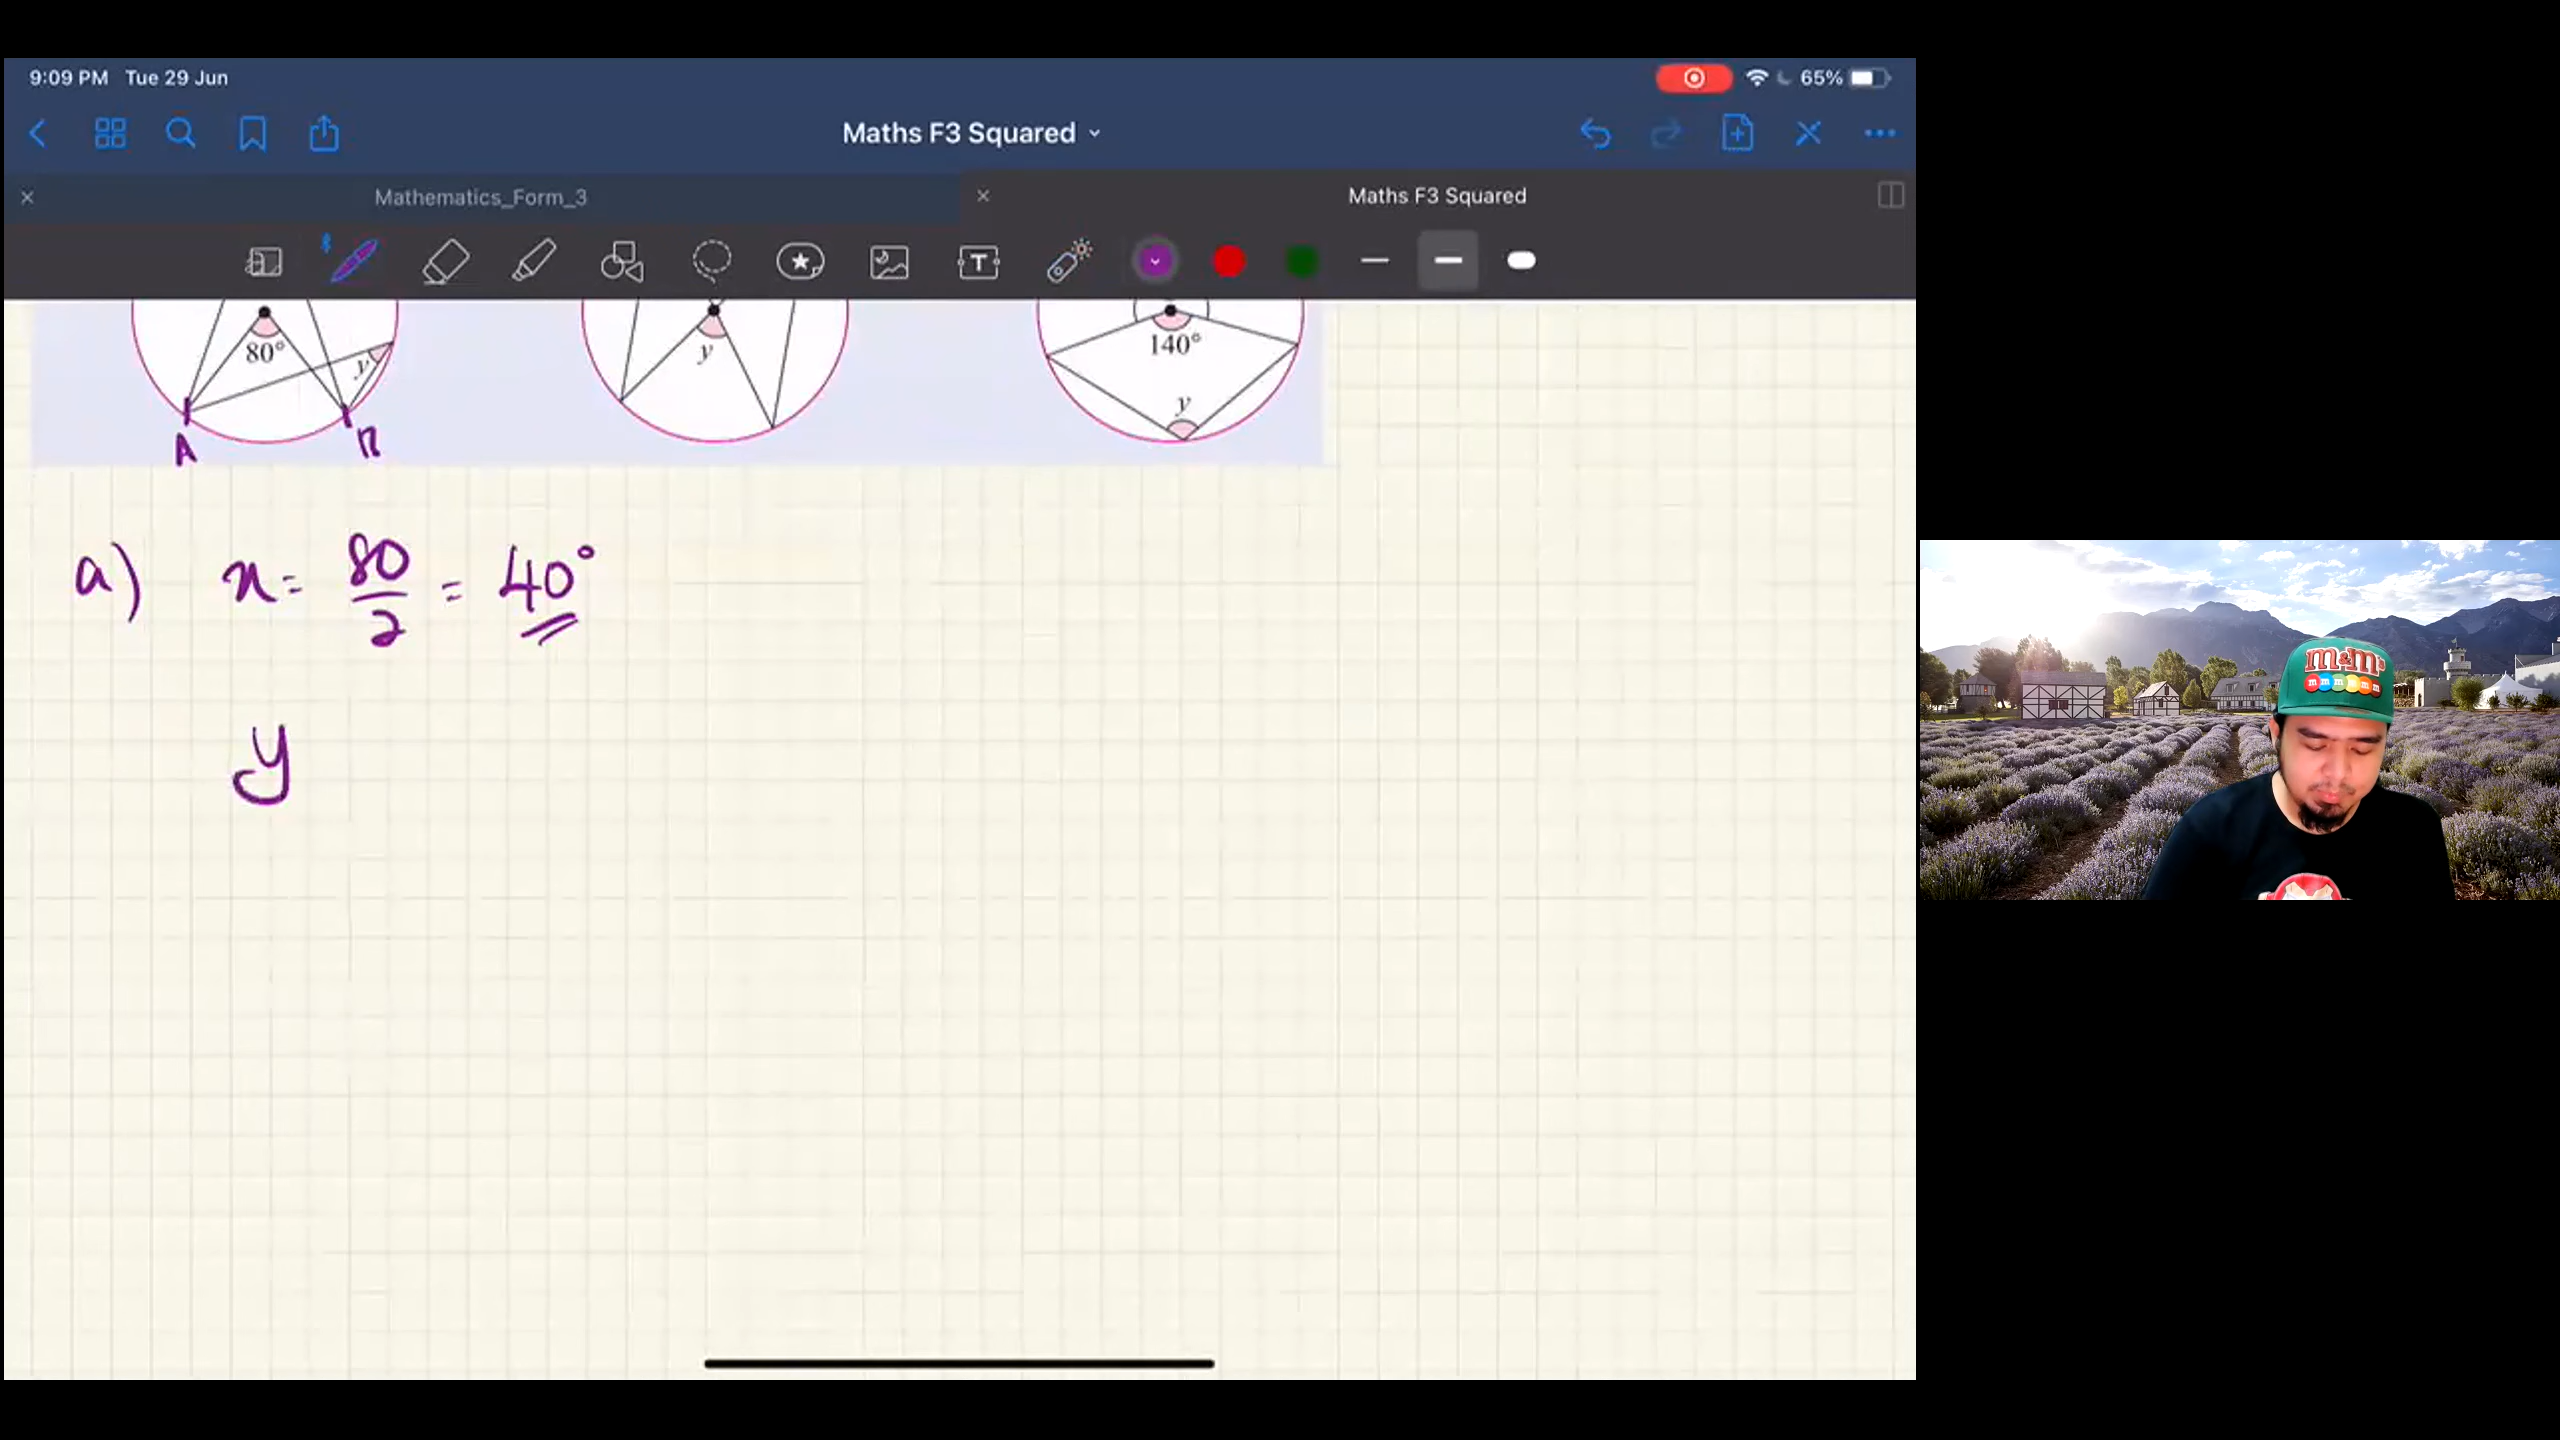 9:09 PM Tue 29 Jun 65%
Maths F3 Squared
Mathematics_Form_3 Maths F3 Squared
T
80° y y 140°
y
A B
a) x = 80/2 = 40°
y
m&m's
m m m m m